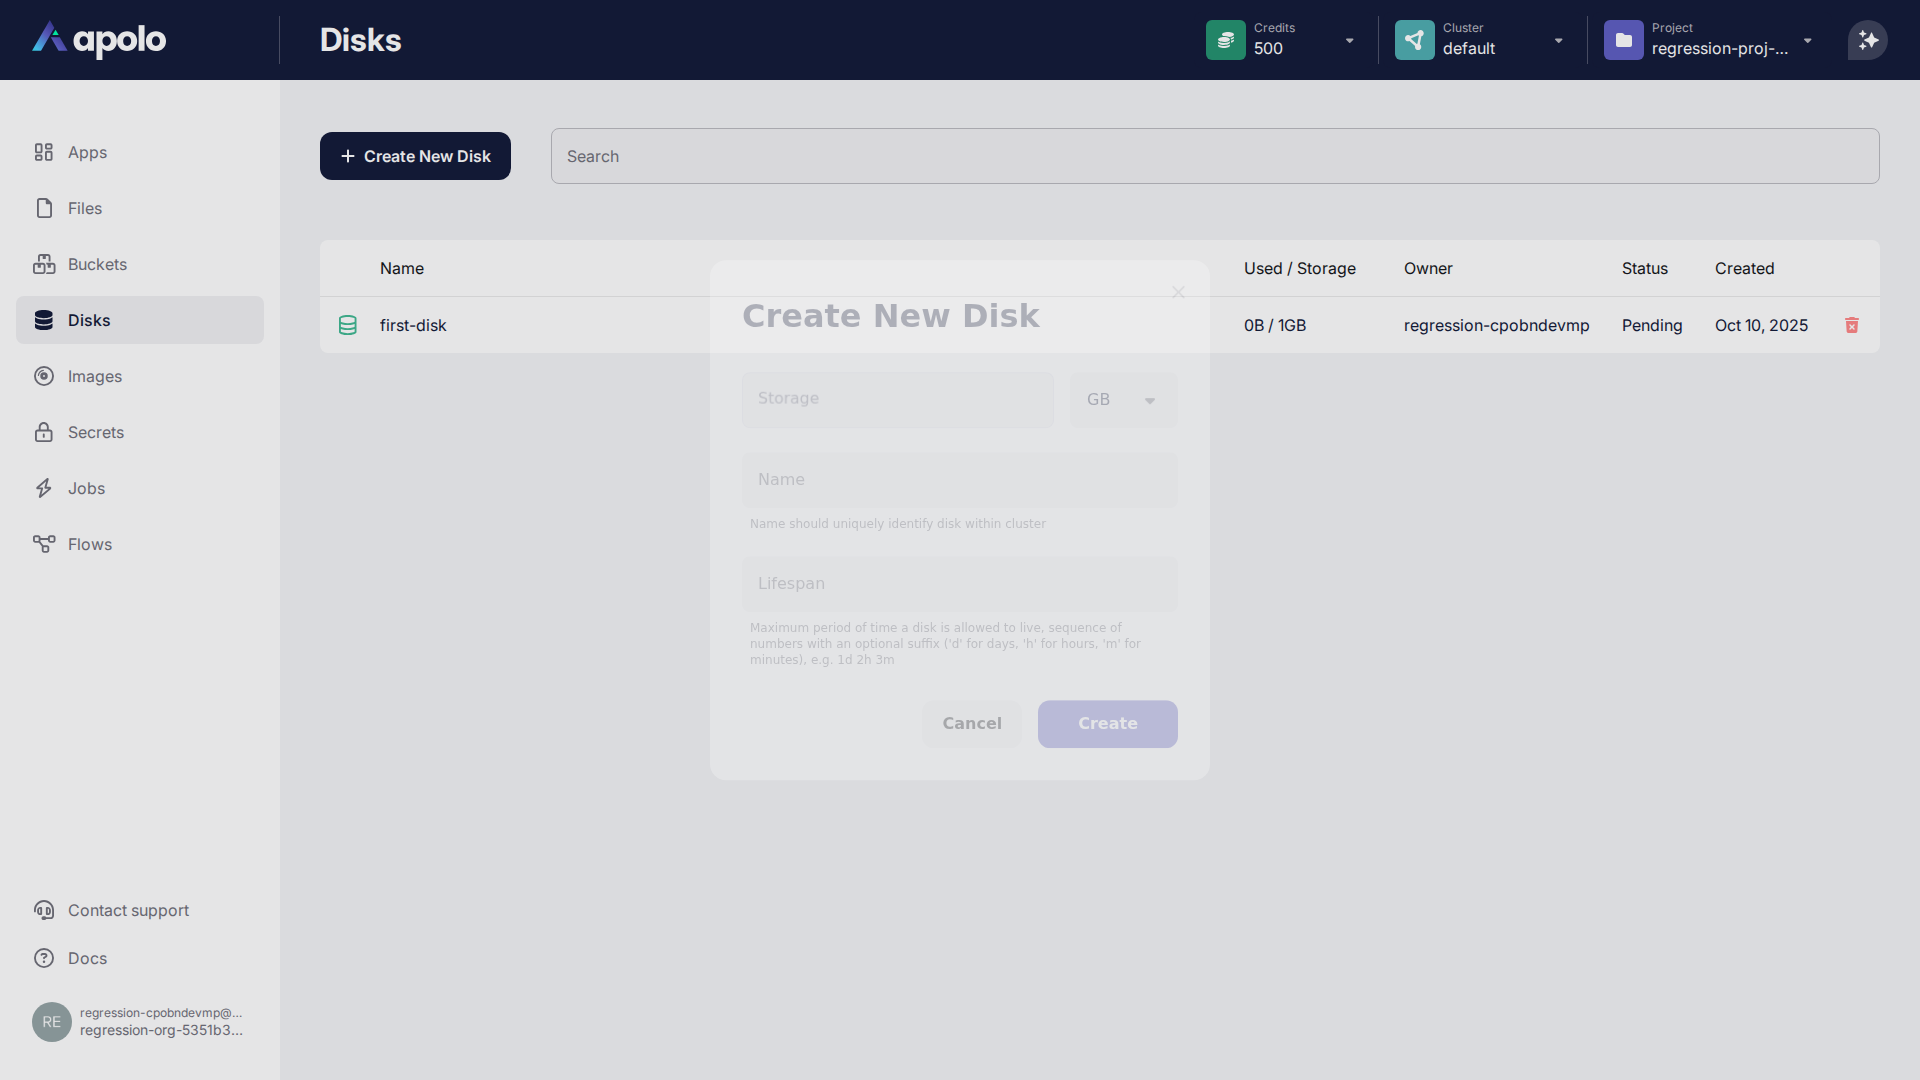 apolo
Disks
Credits
500
Cluster
default
Project
regression-proj-...
Apps
Files
Buckets
Disks
Images
Secrets
Jobs
Flows
Contact support
Docs
RE
regression-cpobndevmp@...
regression-org-5351b3...
Create New Disk
Search
Name
Used / Storage
Owner
Status
Created
first-disk
0B / 1GB
regression-cpobndevmp
Pending
Oct 10, 2025
Create New Disk
Storage
GB
Name
Name should uniquely identify disk within cluster
Lifespan
Maximum period of time a disk is allowed to live, sequence of
numbers with an optional suffix ('d' for days, 'h' for hours, 'm' for
minutes), e.g. 1d 2h 3m
Cancel
Create